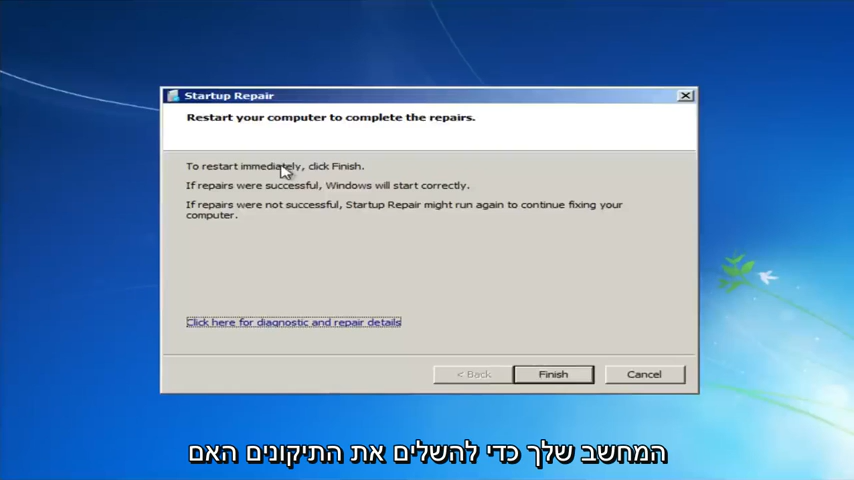 Startup Repair
Restart your computer to complete the repairs.
To restart immediately, click Finish.
If repairs were successful, Windows will start correctly.
If repairs were not successful, Startup Repair might run again to continue fixing your
computer.
Click here for diagnostic and repair details
< Back
Finish
Cancel
המחשב שלך כדי להשלים את התיקונים האם